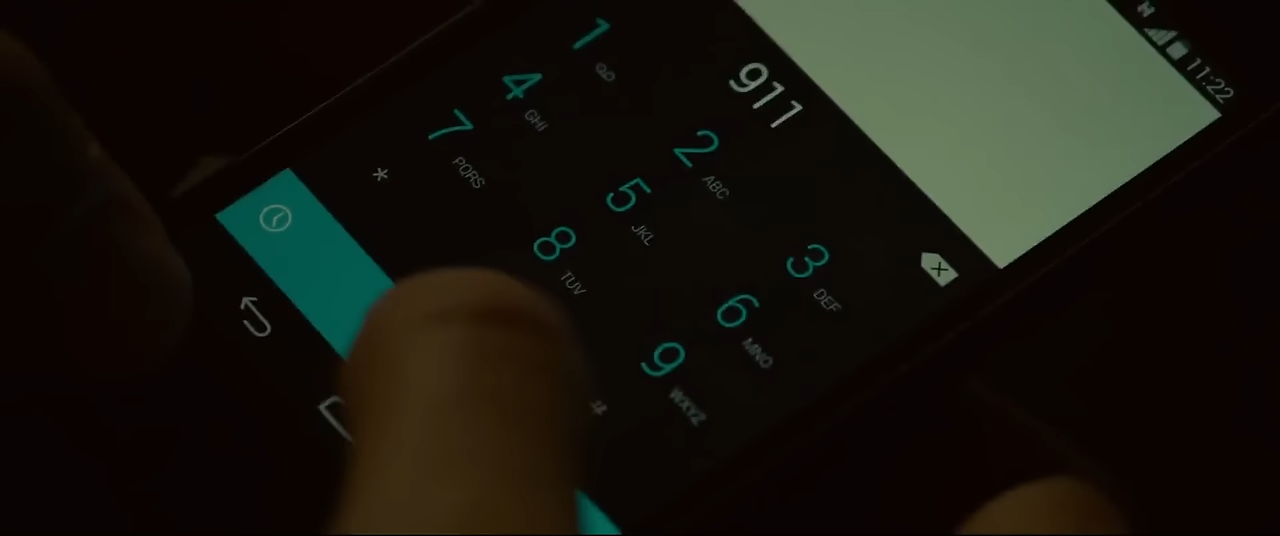 11:22
911
1
2 ABC
3 DEF
4 GHI
5 JKL
6 MNO
7 PQRS
8 TUV
9 WXYZ
* #